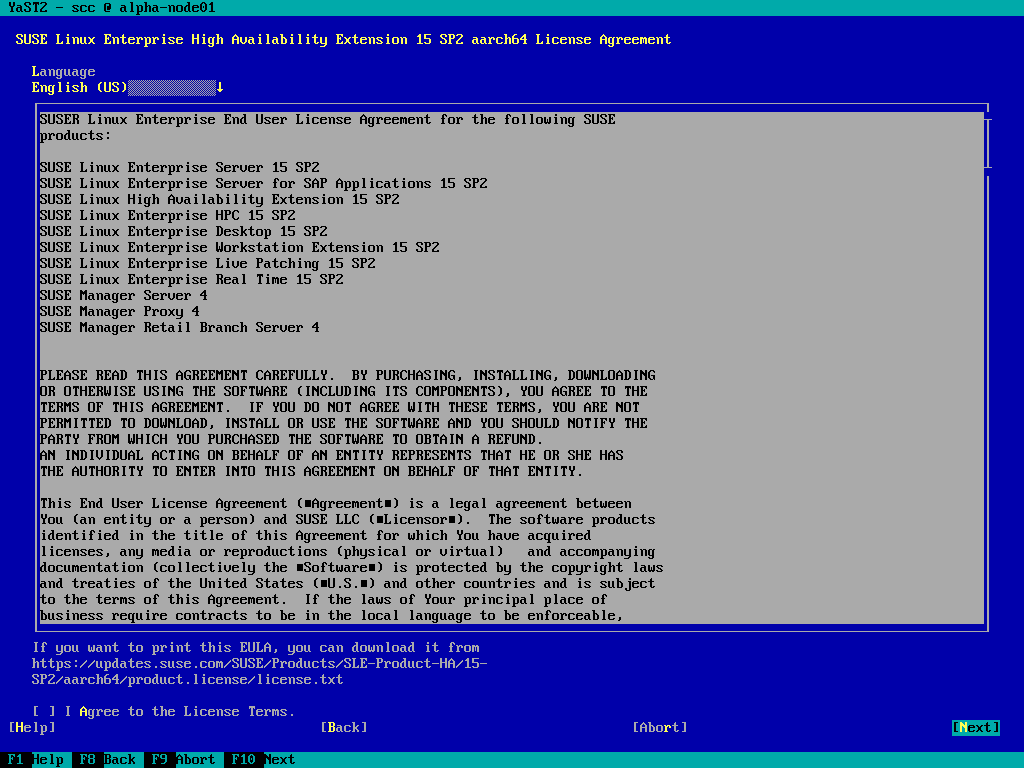 YaST2 - scc @ alpha-node01
SUSE Linux Enterprise High Availability Extension 15 SP2 aarch64 License Agreement
Language
English (US)▒▒▒▒▒▒▒▒▒▒▒↓
SUSER Linux Enterprise End User License Agreement for the following SUSE
products:
SUSE Linux Enterprise Server 15 SP2
SUSE Linux Enterprise Server for SAP Applications 15 SP2
SUSE Linux High Availability Extension 15 SP2
SUSE Linux Enterprise HPC 15 SP2
SUSE Linux Enterprise Desktop 15 SP2
SUSE Linux Enterprise Workstation Extension 15 SP2
SUSE Linux Enterprise Live Patching 15 SP2
SUSE Linux Enterprise Real Time 15 SP2
SUSE Manager Server 4
SUSE Manager Proxy 4
SUSE Manager Retail Branch Server 4
PLEASE READ THIS AGREEMENT CAREFULLY.  BY PURCHASING, INSTALLING, DOWNLOADING
OR OTHERWISE USING THE SOFTWARE (INCLUDING ITS COMPONENTS), YOU AGREE TO THE
TERMS OF THIS AGREEMENT.  IF YOU DO NOT AGREE WITH THESE TERMS, YOU ARE NOT
PERMITTED TO DOWNLOAD, INSTALL OR USE THE SOFTWARE AND YOU SHOULD NOTIFY THE
PARTY FROM WHICH YOU PURCHASED THE SOFTWARE TO OBTAIN A REFUND.
AN INDIVIDUAL ACTING ON BEHALF OF AN ENTITY REPRESENTS THAT HE OR SHE HAS
THE AUTHORITY TO ENTER INTO THIS AGREEMENT ON BEHALF OF THAT ENTITY.
This End User License Agreement (■Agreement■) is a legal agreement between
You (an entity or a person) and SUSE LLC (■Licensor■).  The software products
identified in the title of this Agreement for which You have acquired
licenses, any media or reproductions (physical or virtual)   and accompanying
documentation (collectively the ■Software■) is protected by the copyright laws
and treaties of the United States (■U.S.■) and other countries and is subject
to the terms of this Agreement.  If the laws of Your principal place of
business require contracts to be in the local language to be enforceable,
If you want to print this EULA, you can download it from
https://updates.suse.com/SUSE/Products/SLE-Product-HA/15-
SP2/aarch64/product.license/license.txt
[ ] I Agree to the License Terms.
[Help] [Back] [Abort] [Next]
F1 Help F8 Back F9 Abort F10 Next